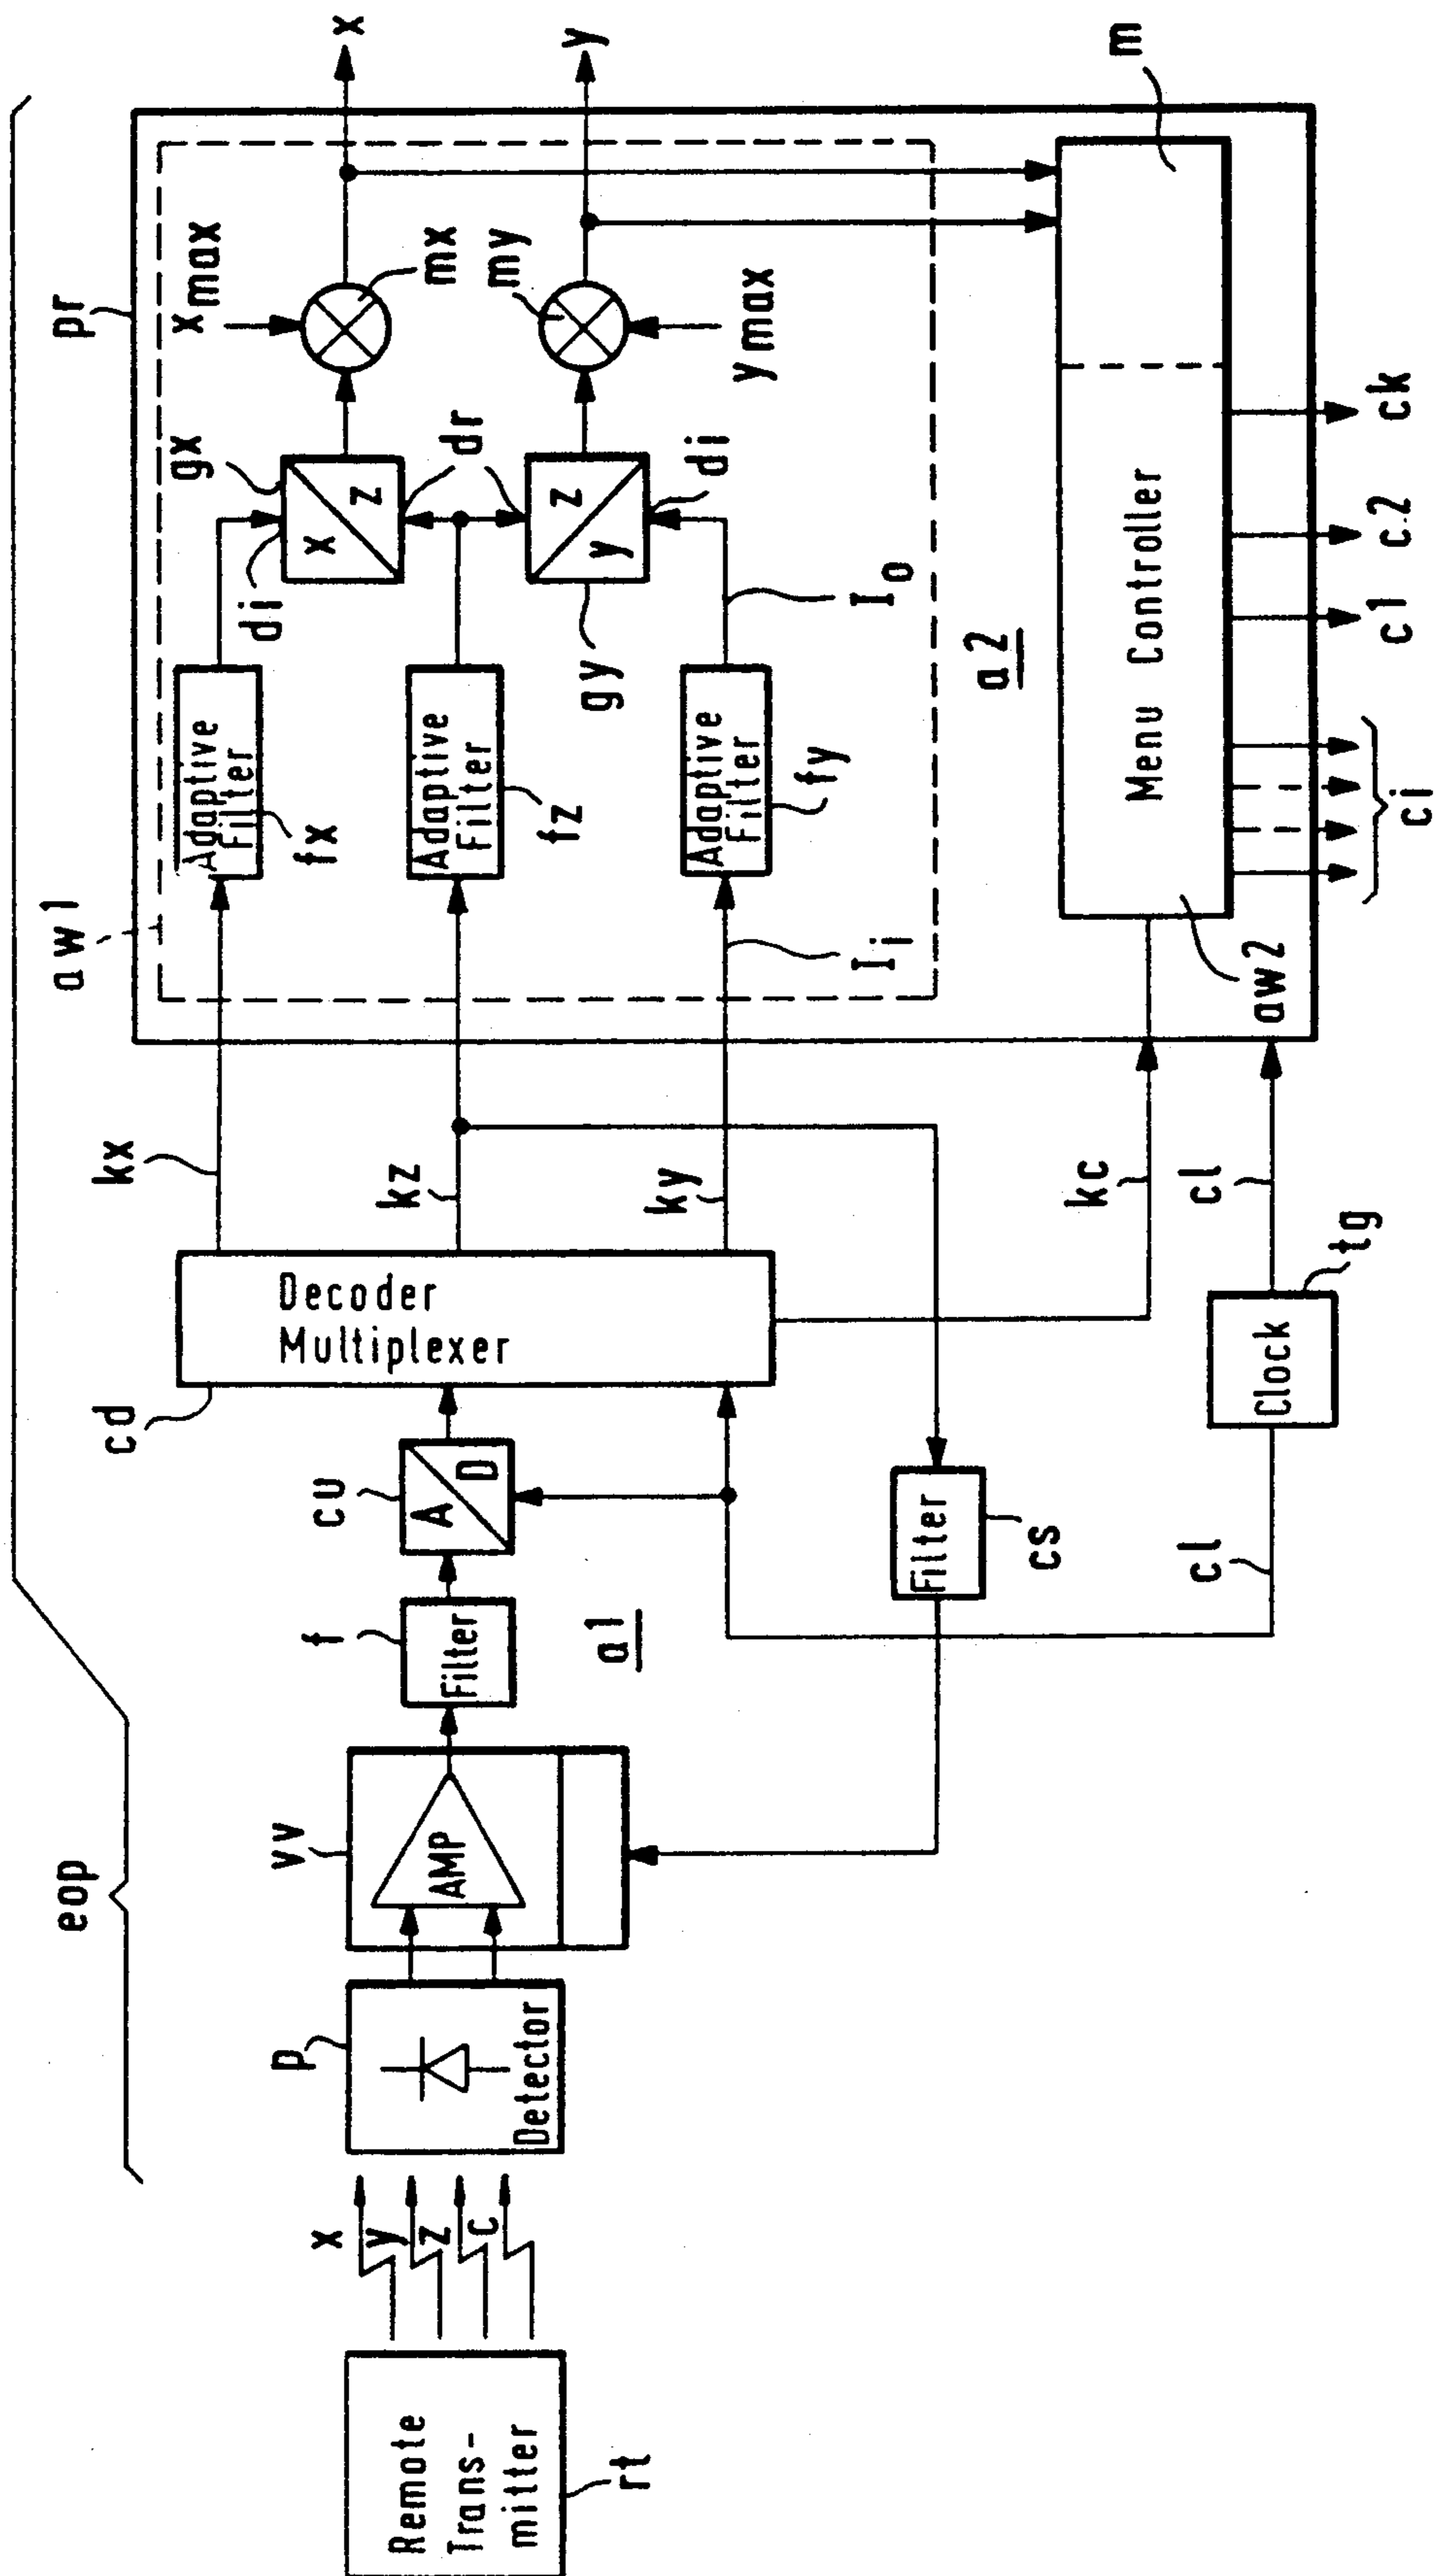 eop
Remote
Trans-
mitter
rt
x
y
z
c
p
Detector
vv
AMP
f
Filter
a1
cu
A
D
cd
Decoder
Multiplexer
cs
Filter
cl
Clock
tg
cl
kx
kz
ky
kc
pr
aw1
Adaptive
Filter
fx
Adaptive
Filter
fz
Adaptive
Filter
fy
Ii
Io
gx
di
x
z
dr
gy
y
z
di
xmax
mx
my
ymax
x
y
a2
Menu Controller
aw2
m
ci
c1
c2
ck